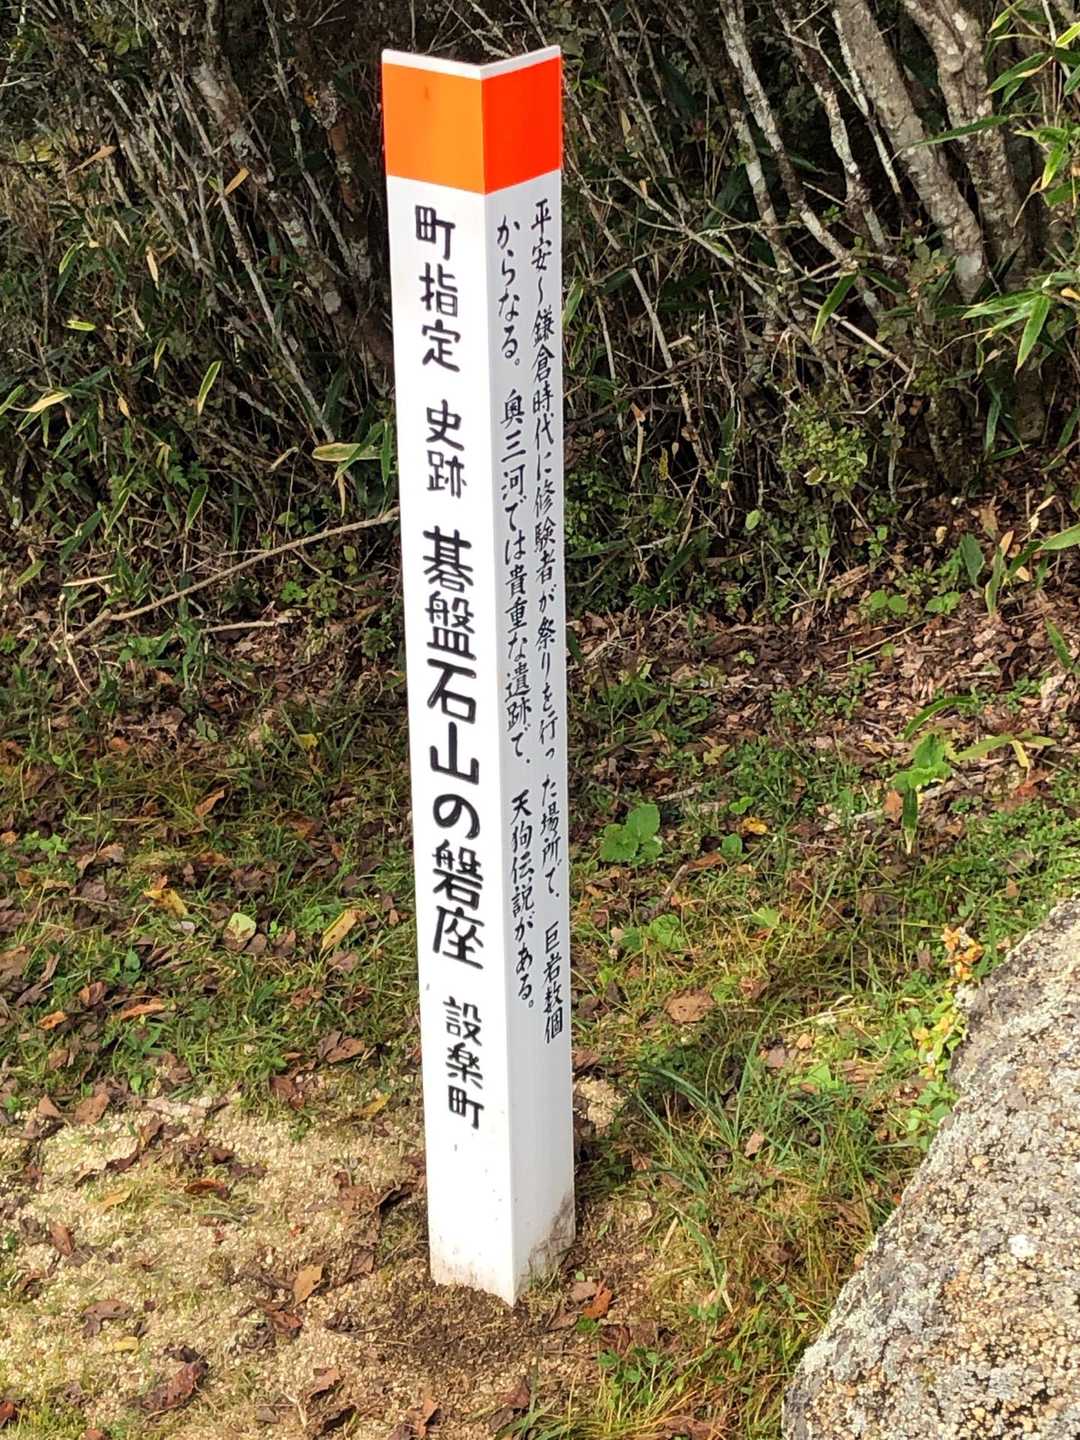 町指定 史跡 碁盤石山の磐座 設楽町
平安～鎌倉時代に修験者が祭りを行った場所で、巨岩数個
からなる。奥三河では貴重な遺跡で、天狗伝説がある。